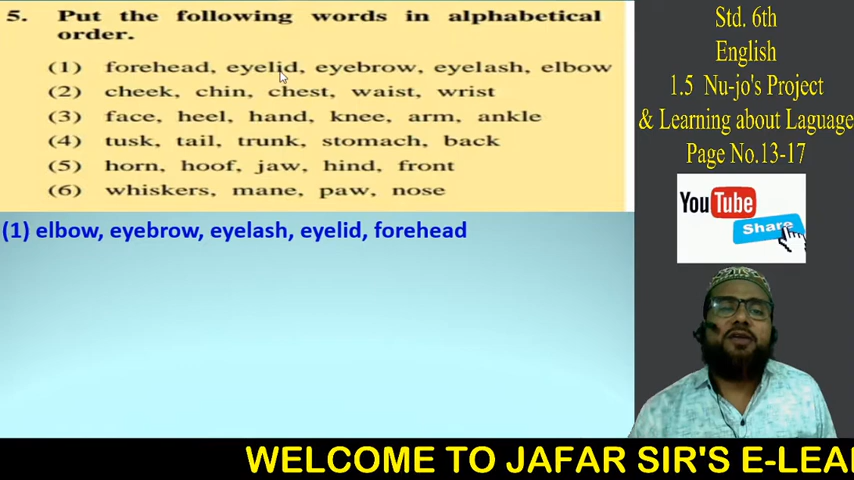 5. Put the following words in alphabetical
order.
(1) forehead, eyelid, eyebrow, eyelash, elbow
(2) cheek, chin, chest, waist, wrist
(3) face, heel, hand, knee, arm, ankle
(4) tusk, tail, trunk, stomach, back
(5) horn, hoof, jaw, hind, front
(6) whiskers, mane, paw, nose
(1) elbow, eyebrow, eyelash, eyelid, forehead
Std. 6th
English
1.5 Nu-jo's Project
& Learning about Laguage
Page No.13-17
YouTube
Share
WELCOME TO JAFAR SIR'S E-LEA